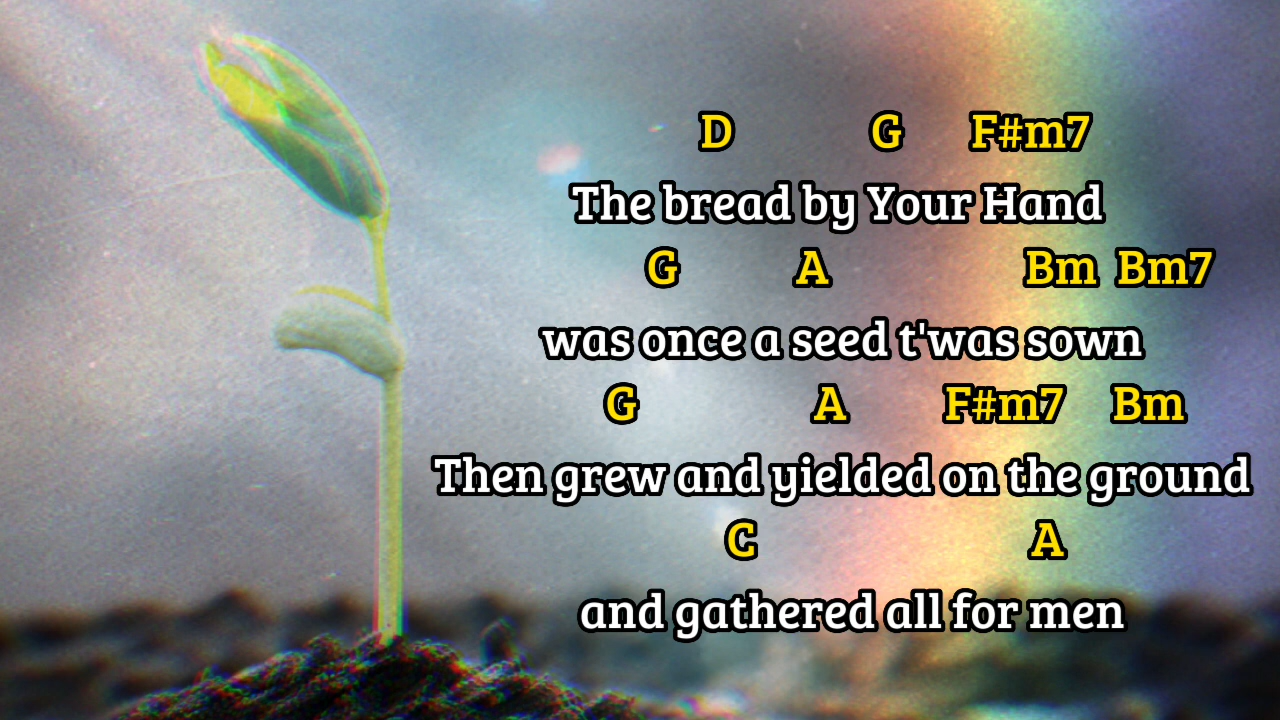 D G F#m7
The bread by Your Hand
G A Bm Bm7
was once a seed t'was sown
G A F#m7 Bm
Then grew and yielded on the ground
C A
and gathered all for men